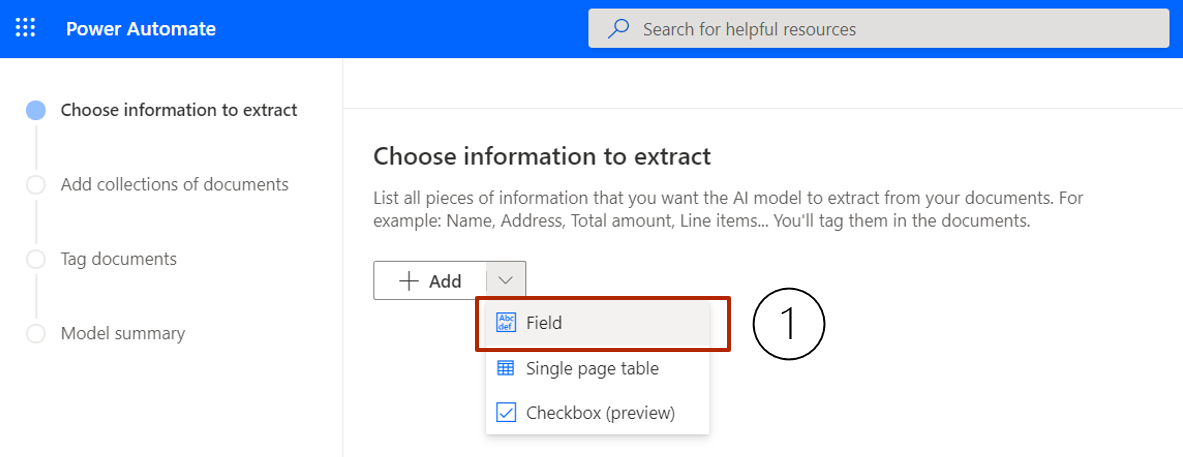 Power Automate
Search for helpful resources
Choose information to extract
Add collections of documents
Tag documents
Model summary
Choose information to extract
List all pieces of information that you want the AI model to extract from your documents. For
example: Name, Address, Total amount, Line items... You'll tag them in the documents.
Add
Abc
def
Field
1
Single page table
Checkbox (preview)